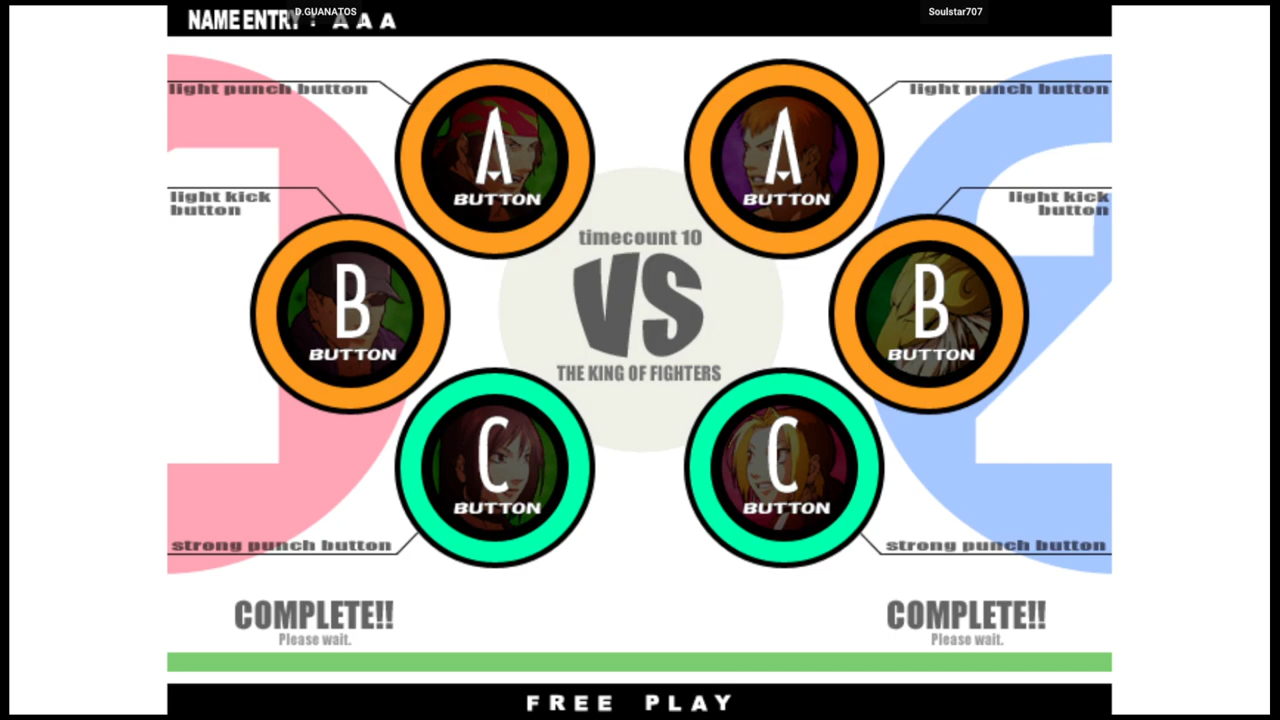 NAME ENTRY : A A A
D.GUANATOS
Soulstar707
light punch button
light punch button
A
BUTTON
A
BUTTON
light kick
button
light kick
button
timecount 10
VS
THE KING OF FIGHTERS
B
BUTTON
B
BUTTON
1
2
C
BUTTON
C
BUTTON
strong punch button
strong punch button
COMPLETE!!
Please wait.
COMPLETE!!
Please wait.
FREE PLAY